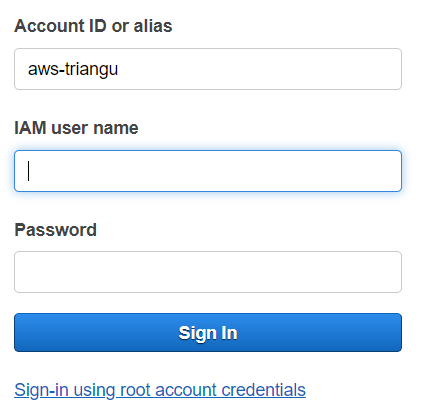 Account ID or alias
aws-triangu
IAM user name
Password
Sign In
Sign-in using root account credentials